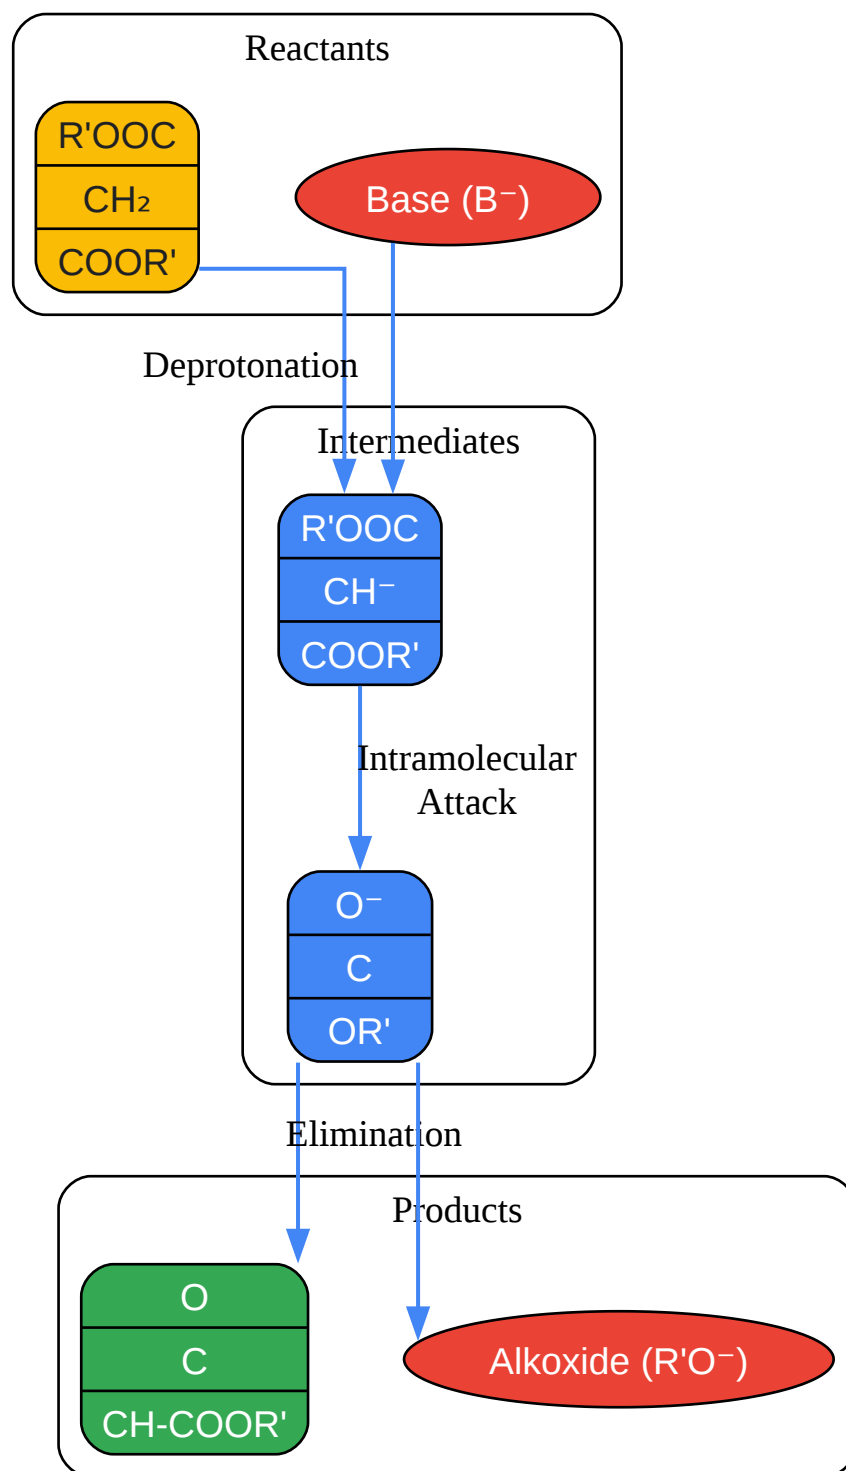 Reactants
R'OOC
CH₂
COOR'
Base (B⁻)
Deprotonation
Intermediates
R'OOC
CH⁻
COOR'
Intramolecular
Attack
O⁻
C
OR'
Elimination
Products
O
C
CH-COOR'
Alkoxide (R'O⁻)